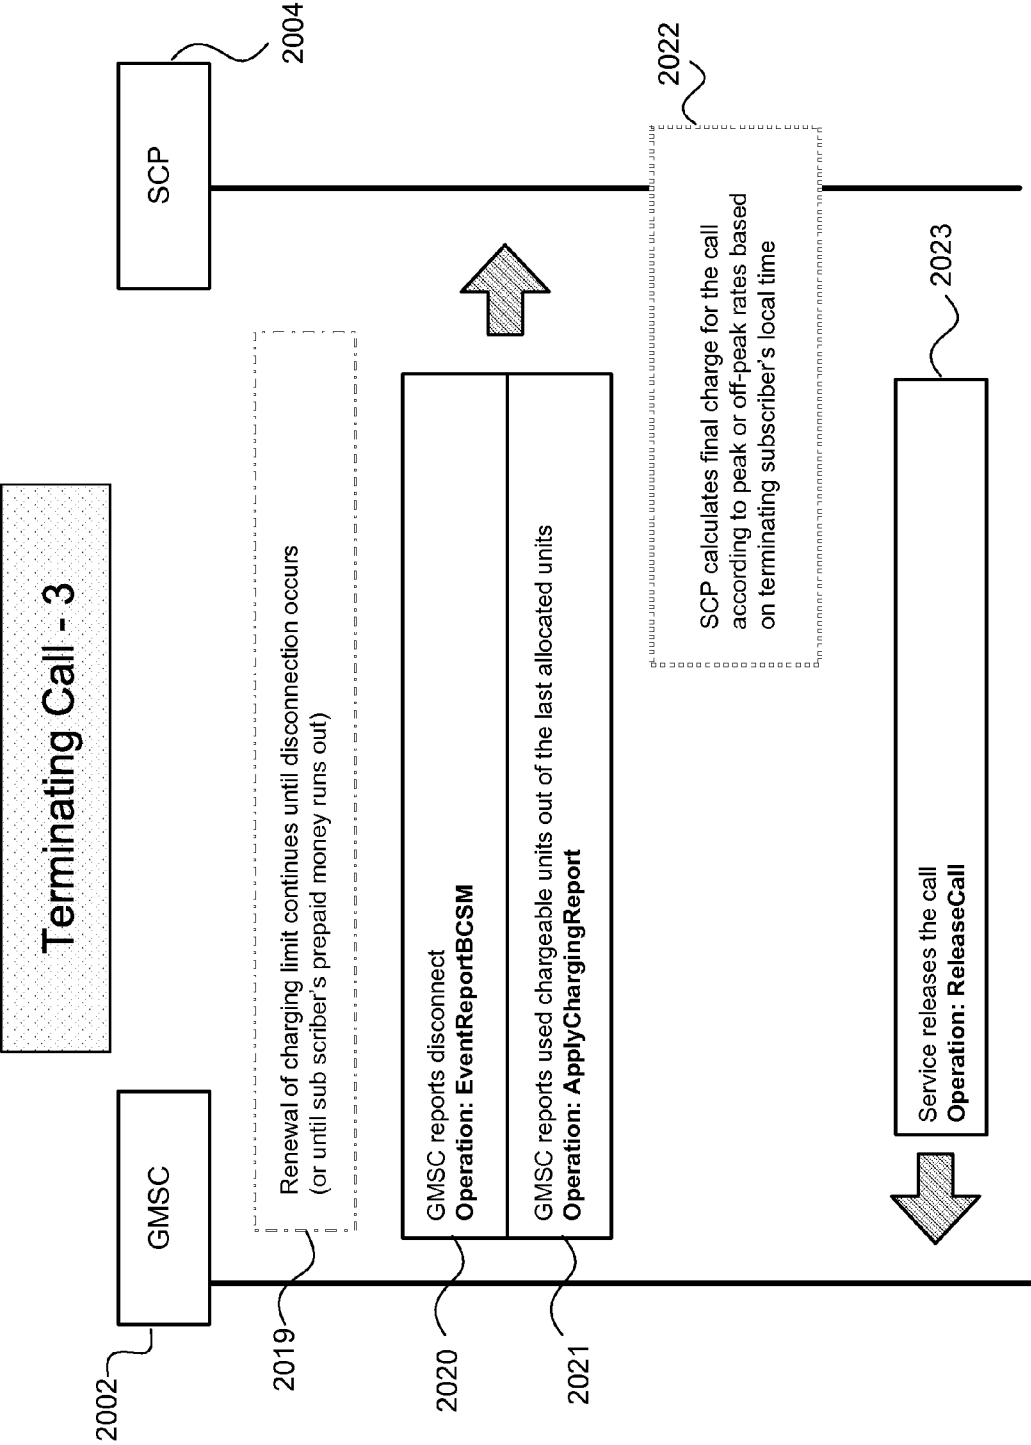 Terminating Call - 3
2002
GMSC
SCP
2004
2019
Renewal of charging limit continues until disconnection occurs
(or until sub scriber's prepaid money runs out)
2020
GMSC reports disconnect
Operation: EventReportBCSM
2021
GMSC reports used chargeable units out of the last allocated units
Operation: ApplyChargingReport
2022
SCP calculates final charge for the call
according to peak or off-peak rates based
on terminating subscriber's local time
2023
Service releases the call
Operation: ReleaseCall